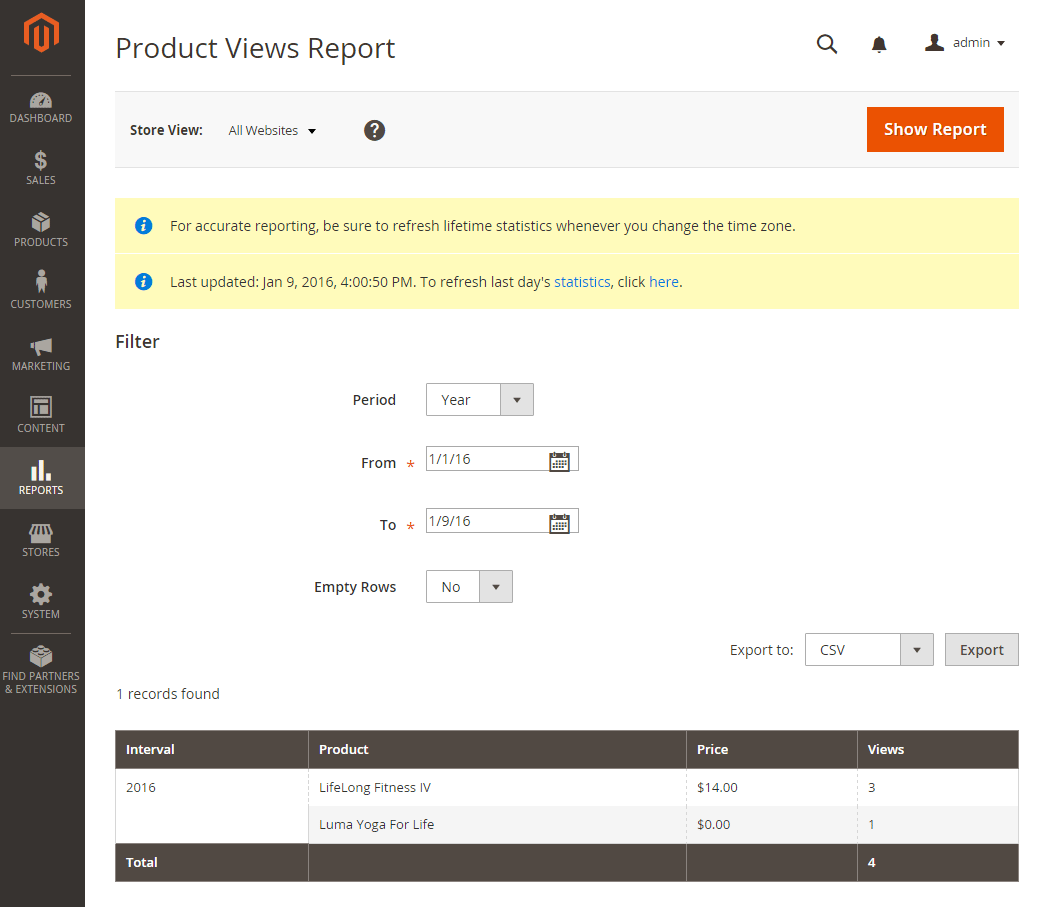 Product Views Report
admin
DASHBOARD
SALES
PRODUCTS
CUSTOMERS
MARKETING
CONTENT
REPORTS
STORES
SYSTEM
FIND PARTNERS
& EXTENSIONS
Store View: All Websites ?
Show Report
For accurate reporting, be sure to refresh lifetime statistics whenever you change the time zone.
Last updated: Jan 9, 2016, 4:00:50 PM. To refresh last day's statistics, click here.
Filter
Period Year
From * 1/1/16
To * 1/9/16
Empty Rows No
Export to: CSV Export
1 records found
Interval Product Price Views
2016 LifeLong Fitness IV $14.00 3
Luma Yoga For Life $0.00 1
Total 4